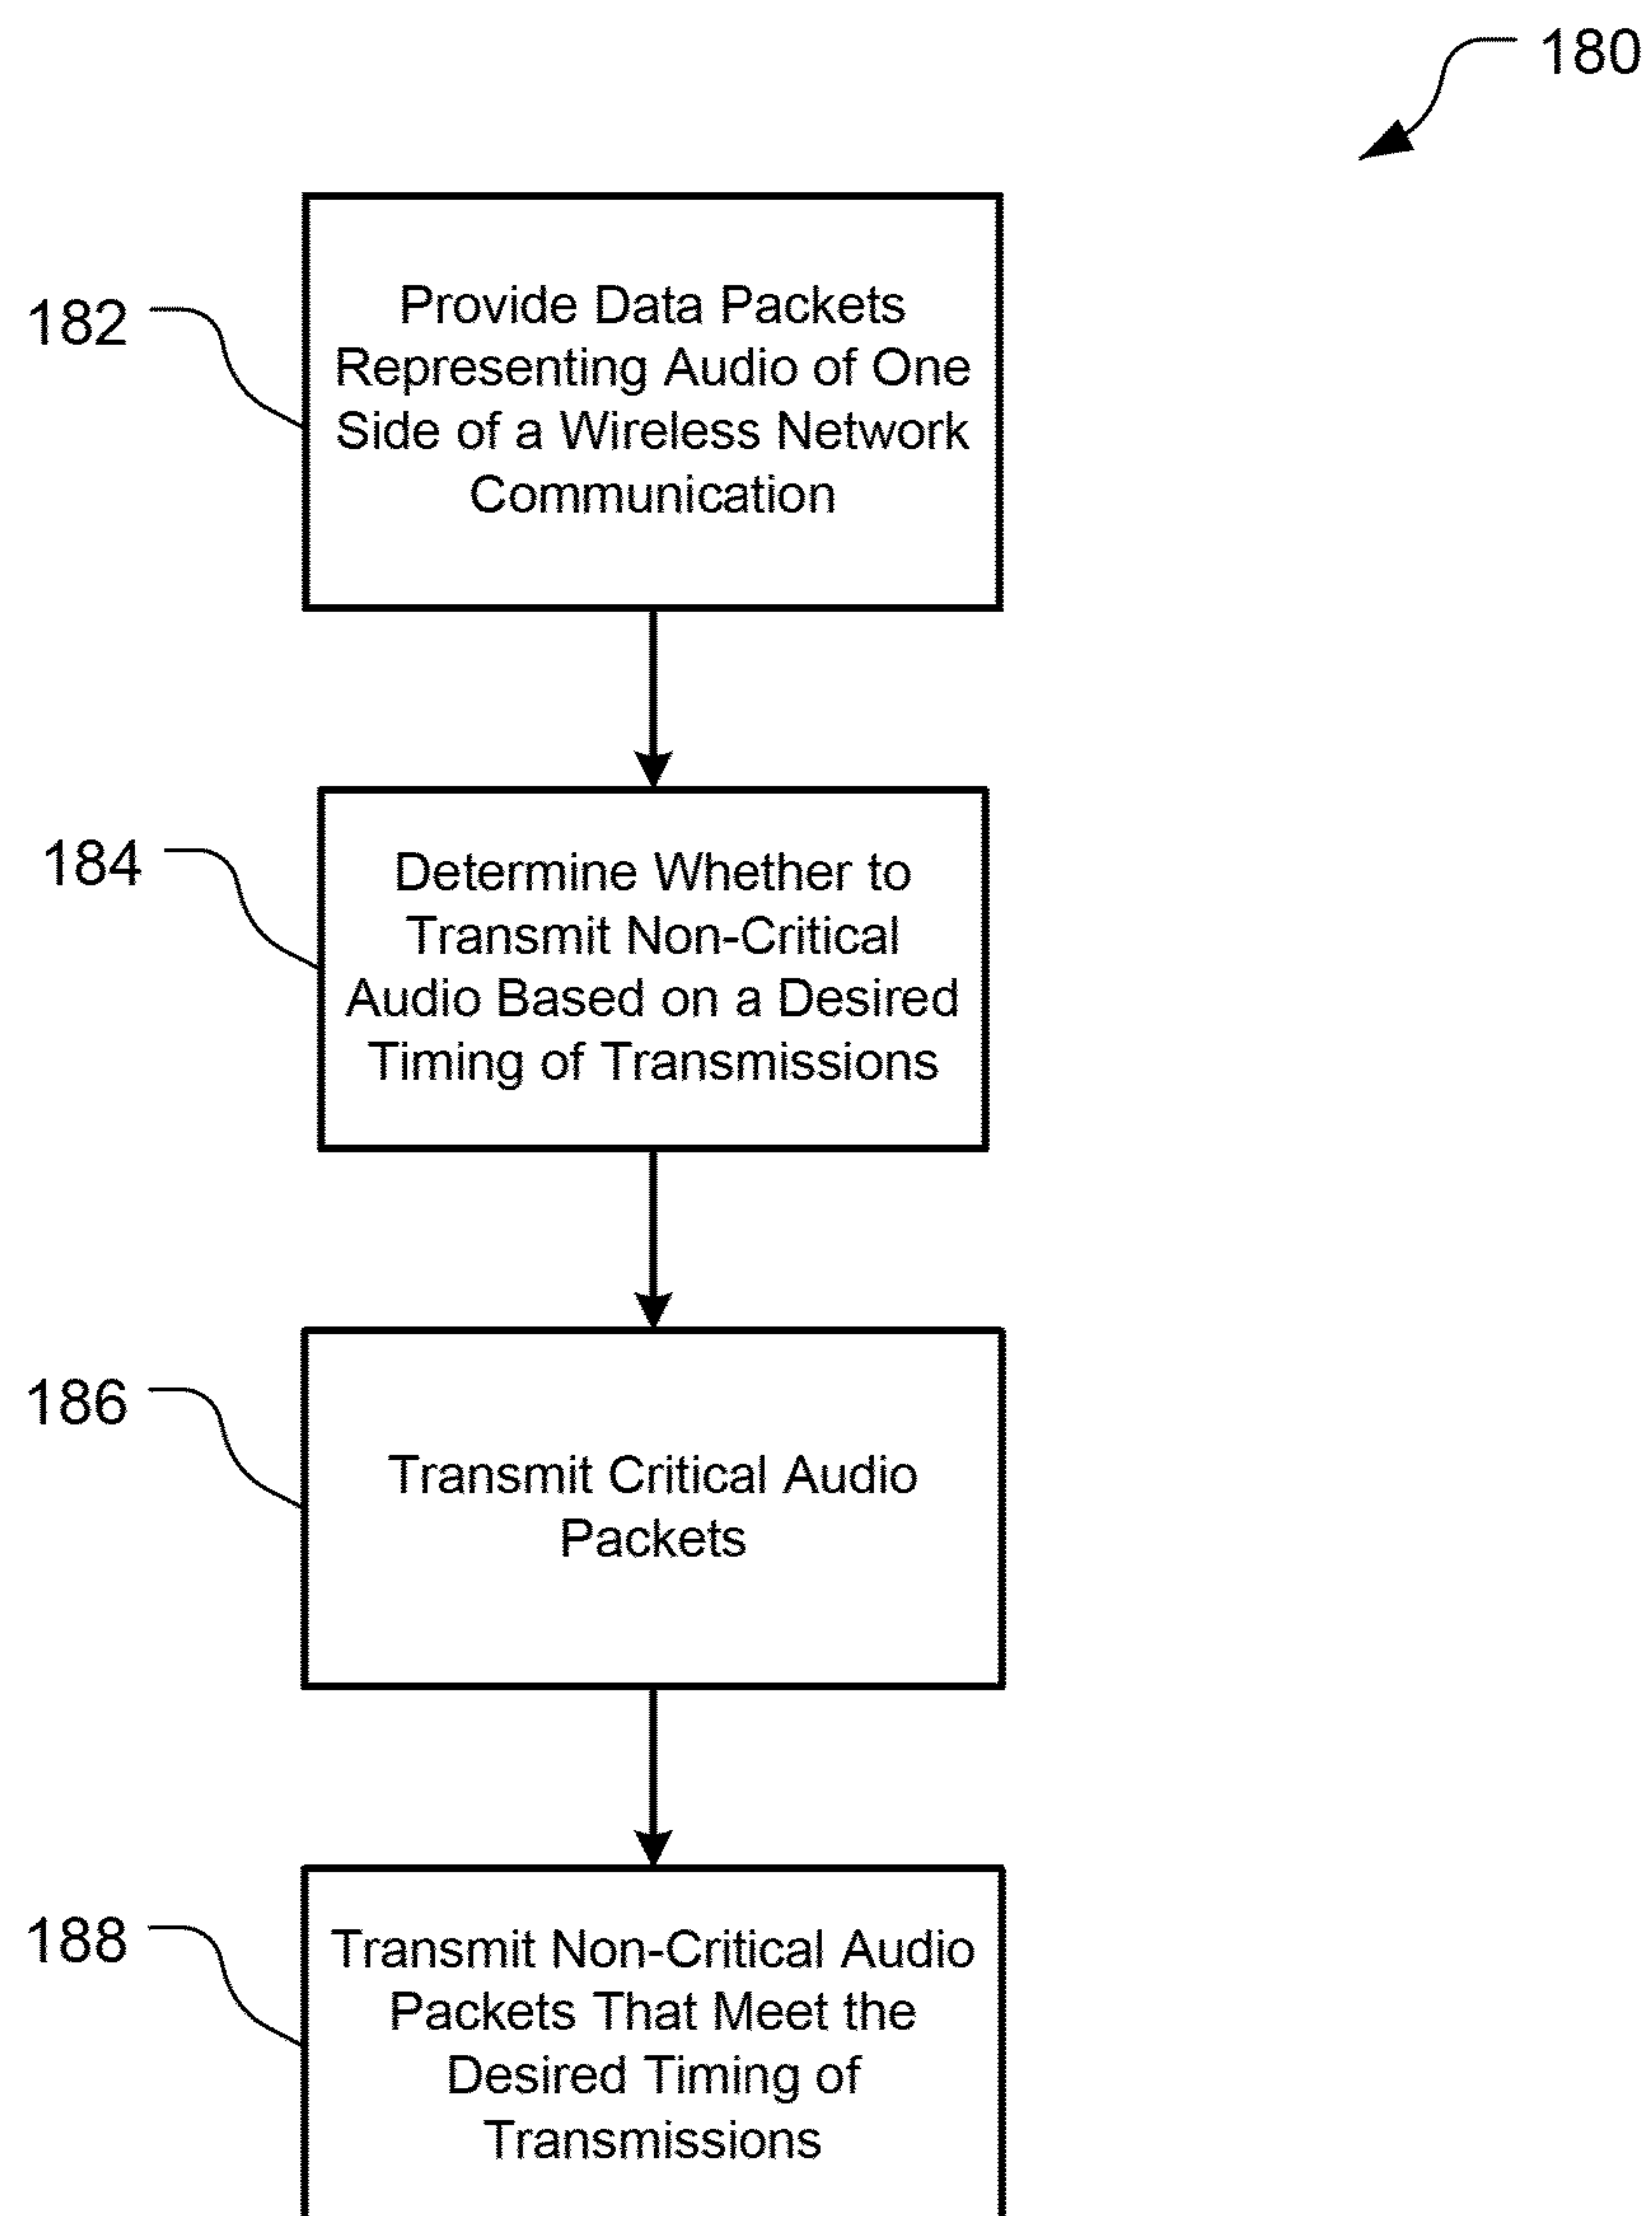 180
182
Provide Data Packets
Representing Audio of One
Side of a Wireless Network
Communication
184
Determine Whether to
Transmit Non-Critical
Audio Based on a Desired
Timing of Transmissions
186
Transmit Critical Audio
Packets
188
Transmit Non-Critical Audio
Packets That Meet the
Desired Timing of
Transmissions